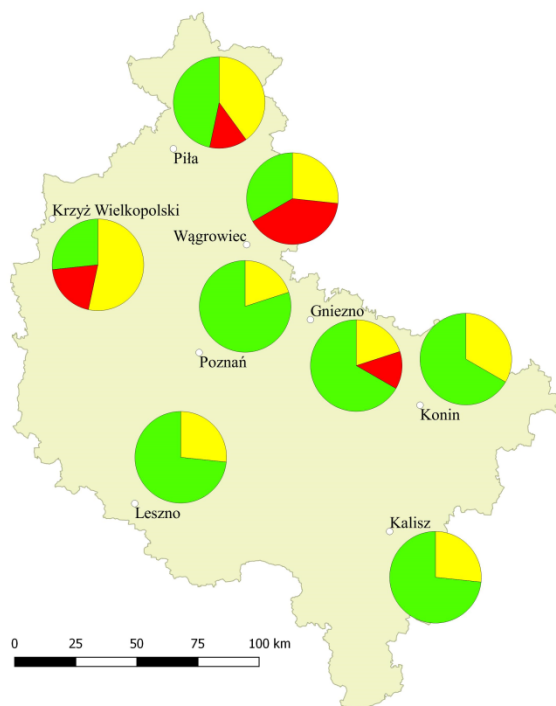 Piła
Krzyż Wielkopolski
Wągrowiec
Gniezno
Poznań
Konin
Leszno
Kalisz
0 25 50 75 100 km